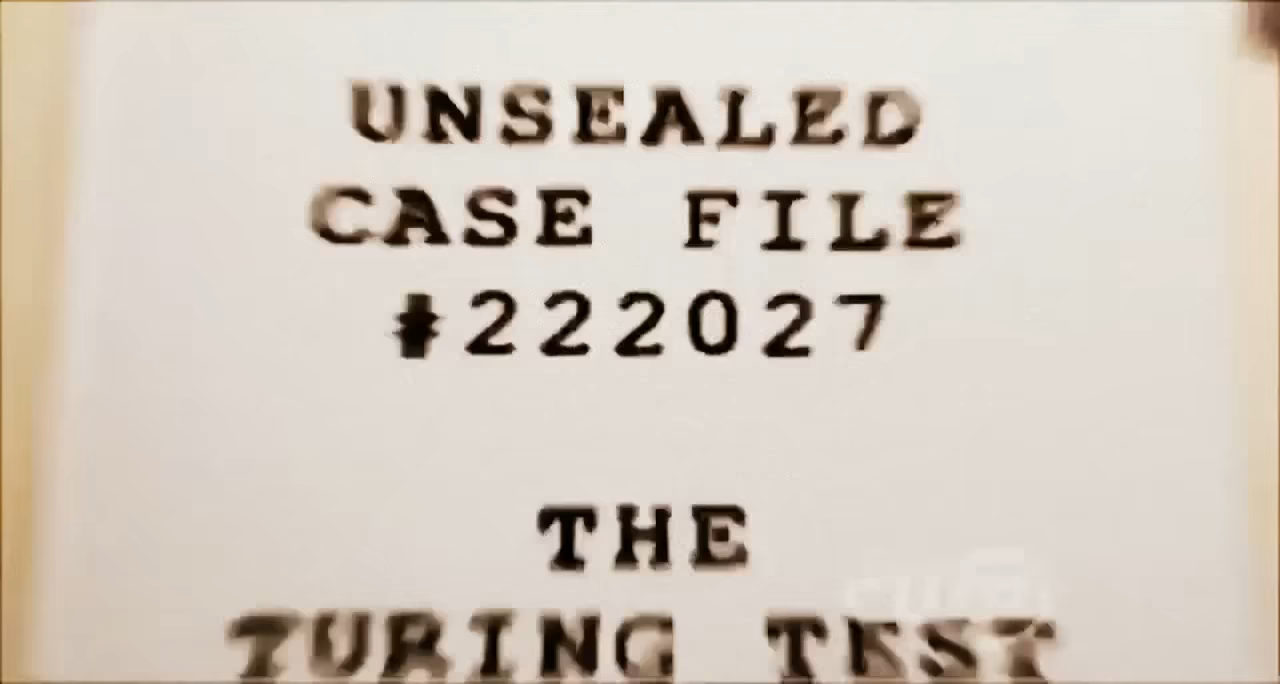 UNSEALED
CASE FILE
#222027
THE
TURING TEST